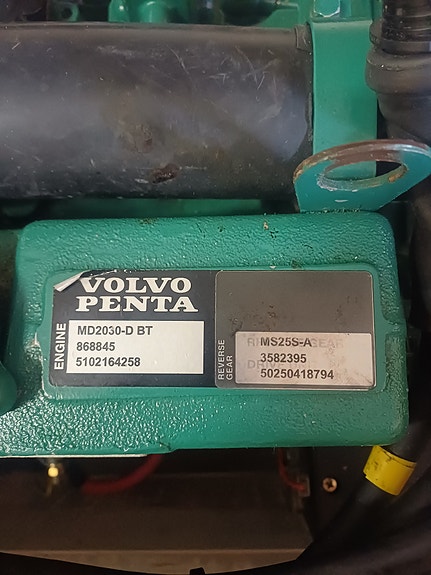 VOLVO
PENTA
ENGINE
MD2030-D BT
868845
5102164258
REVERSE
GEAR
MS25S-A
3582395
50250418794